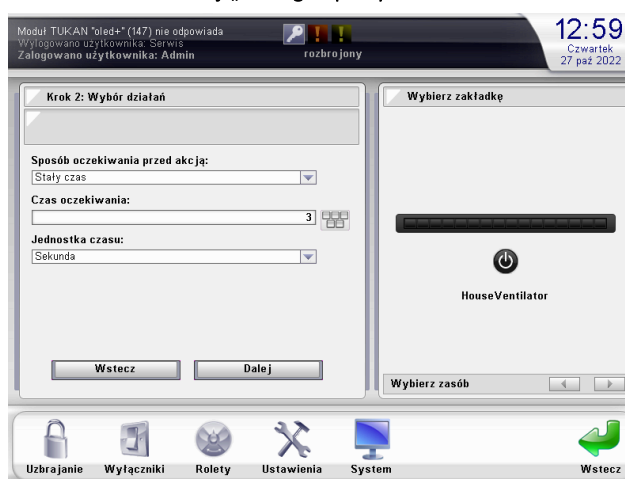 Moduł TUKAN "oled+" (147) nie odpowiada
Wylogowano użytkownika: Serwis
Zalogowano użytkownika: Admin
rozbrojony
12:59
Czwartek
27 paź 2022
Krok 2: Wybór działań
Sposób oczekiwania przed akcją:
Stały czas
Czas oczekiwania:
3
Jednostka czasu:
Sekunda
Wstecz
Dalej
Wybierz zakładkę
HouseVentilator
Wybierz zasób
Uzbrajanie
Wyłączniki
Rolety
Ustawienia
System
Wstecz